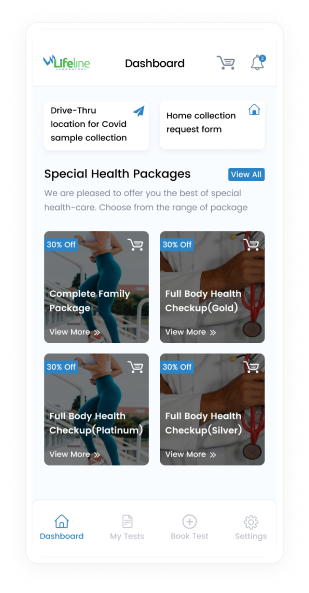 Lifeline
Dashboard
Drive-Thru
location for Covid
sample collection
Home collection
request form
Special Health Packages
View All
We are pleased to offer you the best of special
health-care. Choose from the range of package
30% Off
Complete Family
Package
View More »
30% Off
Full Body Health
Checkup(Gold)
View More »
30% Off
Full Body Health
Checkup(Platinum)
View More »
30% Off
Full Body Health
Checkup(Silver)
View More »
Dashboard
My Tests
Book Test
Settings